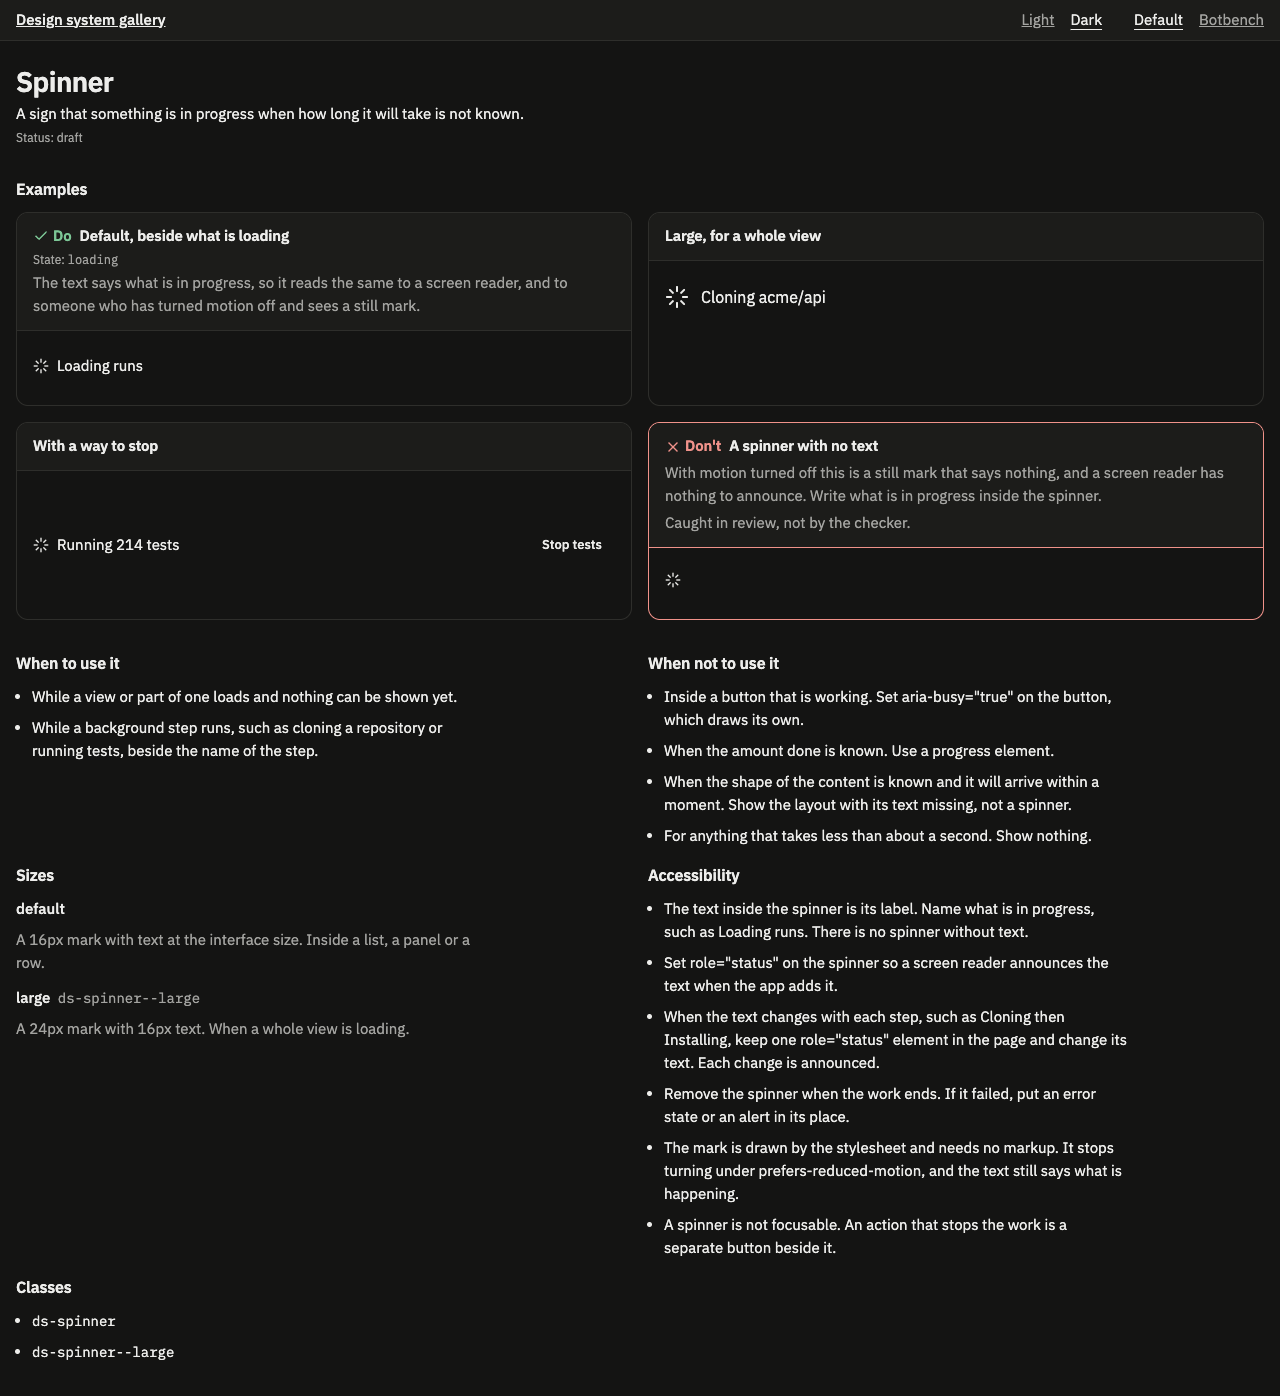 Design system gallery
Light Dark Default Botbench
Spinner
A sign that something is in progress when how long it will take is not known.
Status: draft
Examples
Do Default, beside what is loading
State: loading
The text says what is in progress, so it reads the same to a screen reader, and to
someone who has turned motion off and sees a still mark.
Loading runs
Large, for a whole view
Cloning acme/api
With a way to stop
Running 214 tests
Stop tests
Don't A spinner with no text
With motion turned off this is a still mark that says nothing, and a screen reader has
nothing to announce. Write what is in progress inside the spinner.
Caught in review, not by the checker.
When to use it
While a view or part of one loads and nothing can be shown yet.
While a background step runs, such as cloning a repository or
running tests, beside the name of the step.
When not to use it
Inside a button that is working. Set aria-busy="true" on the button,
which draws its own.
When the amount done is known. Use a progress element.
When the shape of the content is known and it will arrive within a
moment. Show the layout with its text missing, not a spinner.
For anything that takes less than about a second. Show nothing.
Sizes
default
A 16px mark with text at the interface size. Inside a list, a panel or a
row.
large ds-spinner--large
A 24px mark with 16px text. When a whole view is loading.
Accessibility
The text inside the spinner is its label. Name what is in progress,
such as Loading runs. There is no spinner without text.
Set role="status" on the spinner so a screen reader announces the
text when the app adds it.
When the text changes with each step, such as Cloning then
Installing, keep one role="status" element in the page and change its
text. Each change is announced.
Remove the spinner when the work ends. If it failed, put an error
state or an alert in its place.
The mark is drawn by the stylesheet and needs no markup. It stops
turning under prefers-reduced-motion, and the text still says what is
happening.
A spinner is not focusable. An action that stops the work is a
separate button beside it.
Classes
ds-spinner
ds-spinner--large